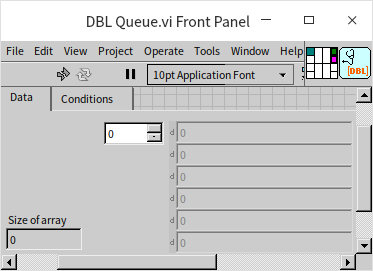 DBL Queue.vi Front Panel
File Edit View Project Operate Tools Window Help
10pt Application Font
[DBL]
Data Conditions
0
d 0
d 0
d 0
d 0
Size of array
d 0
0
d 0